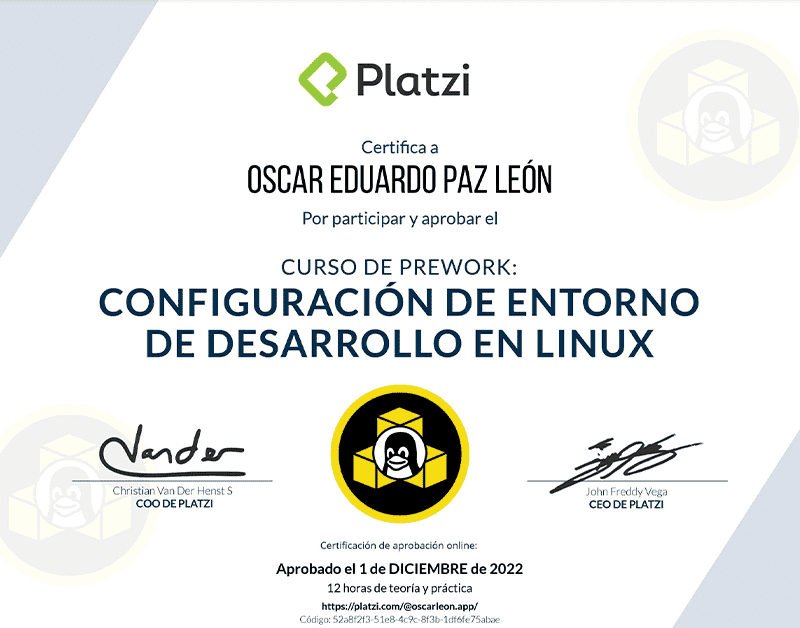 Platzi
Certifica a
OSCAR EDUARDO PAZ LEÓN
Por participar y aprobar el
CURSO DE PREWORK:
CONFIGURACIÓN DE ENTORNO
DE DESARROLLO EN LINUX
Vander
Christian Van Der Henst S
COO DE PLATZI
John Freddy Vega
CEO DE PLATZI
Certificación de aprobación online:
Aprobado el 1 de DICIEMBRE de 2022
12 horas de teoría y práctica
https://platzi.com/@oscarleon.app/
Código: 52a8f2f3-51e8-4c9c-8f3b-1df6fe75abae